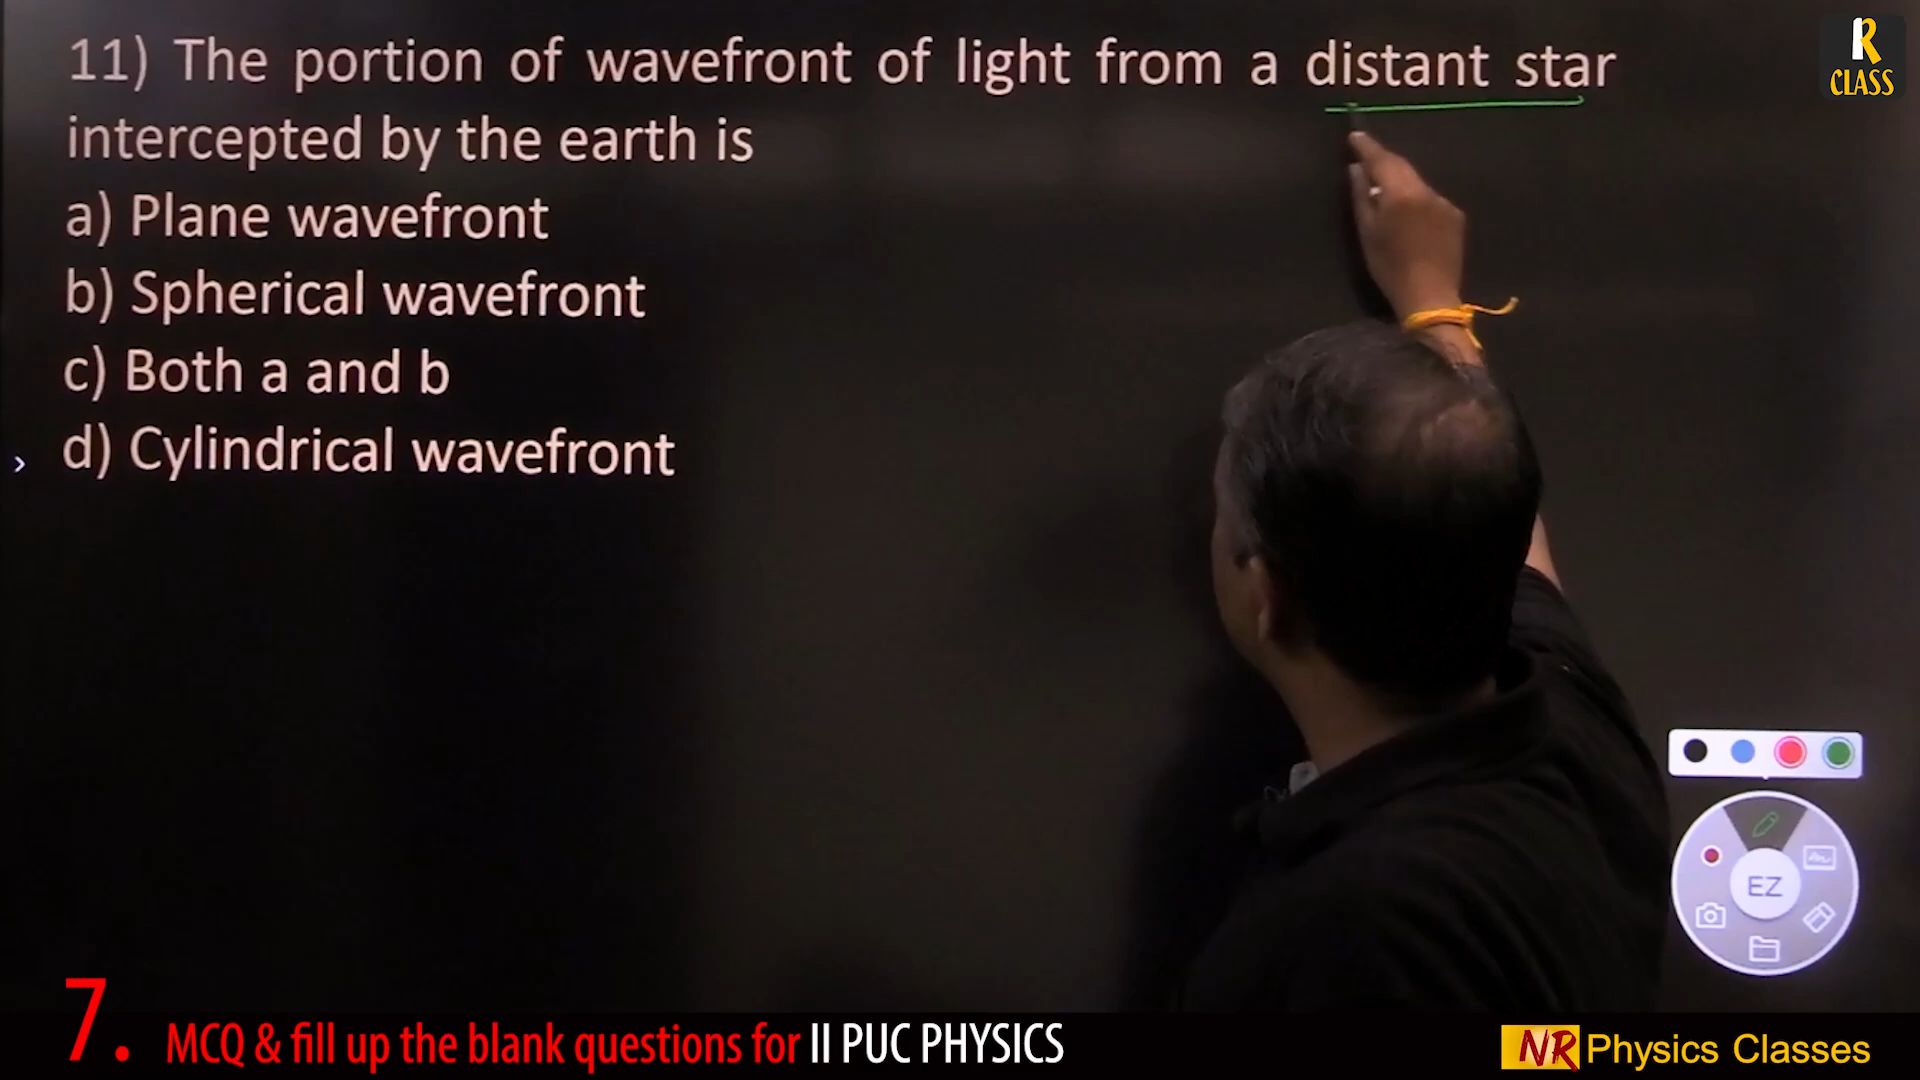 11) The portion of wavefront of light from a distant star
intercepted by the earth is
a) Plane wavefront
b) Spherical wavefront
c) Both a and b
d) Cylindrical wavefront
R
CLASS
EZ
7. MCQ & fill up the blank questions for II PUC PHYSICS
NR Physics Classes